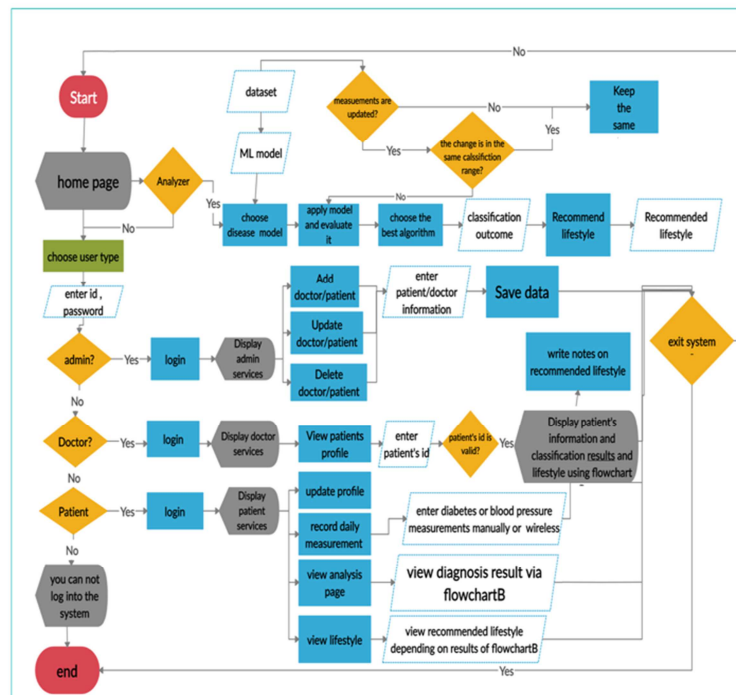 No
Start
dataset
measuements are
updated?
No
Keep
the
same
Yes
Yes
the change is in the
same calssifiction
range?
ML model
No
home page
Analyzer
Yes
No
choose
disease model
apply model
and evaluate
it
choose the
best algorithm
classification
outcome
Recommend
lifestyle
Recommended
lifestyle
choose user type
enter id ,
password
Add
doctor/patient
Update
doctor/patient
Delete
doctor/patient
enter
patient/doctor
information
Save data
exit system
admin?
Yes
login
Display
admin
services
write notes on
recommended lifestyle
No
Doctor?
Yes
login
Display doctor
services
View patients
profile
enter
patient's id
patient's id is
valid?
Yes
Display patient's
information and
classification results and
lifestyle using flowchart
No
Patient
Yes
login
Display
patient
services
update profile
record daily
measurement
enter diabetes or blood pressure
measurements manually or wireless
No
you can not
log into the
system
view analysis
page
view diagnosis result via
flowchartB
view lifestyle
view recommended lifestyle
depending on results of flowchartB
end
Yes